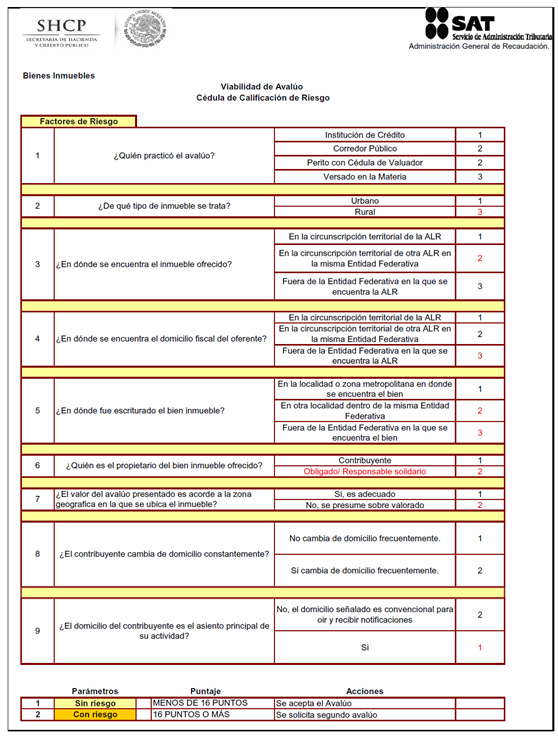 SHCP
SECRETARÍA DE HACIENDA
Y CRÉDITO PÚBLICO
ESTADOS UNIDOS MEXICANOS
SAT
Servicio de Administración Tributaria
Administración General de Recaudación.
Bienes Inmuebles
Viabilidad de Avalúo
Cédula de Calificación de Riesgo
Factores de Riesgo
1 ¿Quién practicó el avalúo?
Institución de Crédito 1
Corredor Público 2
Perito con Cédula de Valuador 2
Versado en la Materia 3
2 ¿De qué tipo de inmueble se trata?
Urbano 1
Rural 3
3 ¿En dónde se encuentra el inmueble ofrecido?
En la circunscripción territorial de la ALR 1
En la circunscripción territorial de otra ALR en
la misma Entidad Federativa 2
Fuera de la Entidad Federativa en la que se
encuentra la ALR 3
4 ¿En dónde se encuentra el domicilio fiscal del oferente?
En la circunscripción territorial de la ALR 1
En la circunscripción territorial de otra ALR en
la misma Entidad Federativa 2
Fuera de la Entidad Federativa en la que se
encuentra la ALR 3
5 ¿En dónde fue escriturado el bien inmueble?
En la localidad o zona metropolitana en donde
se encuentra el bien 1
En otra localidad dentro de la misma Entidad
Federativa 2
Fuera de la Entidad Federativa en la que se
encuentra el bien 3
6 ¿Quién es el propietario del bien inmueble ofrecido?
Contribuyente 1
Obligado/ Responsable solidario 2
7 ¿El valor del avalúo presentado es acorde a la zona
geografica en la que se ubica el inmueble?
Si, es adecuado 1
No, se presume sobre valorado 2
8 ¿El contribuyente cambia de domicilio constantemente?
No cambia de domicilio frecuentemente. 1
Si cambia de domicilio frecuentemente. 2
9 ¿El domicilio del contribuyente es el asiento principal de
su actividad?
No, el domicilio señalado es convencional para
oir y recibir notificaciones 2
Si 1
Parámetros Puntaje Acciones
1 Sin riesgo MENOS DE 16 PUNTOS Se acepta el Avalúo
2 Con riesgo 16 PUNTOS O MÁS Se solicita segundo avalúo